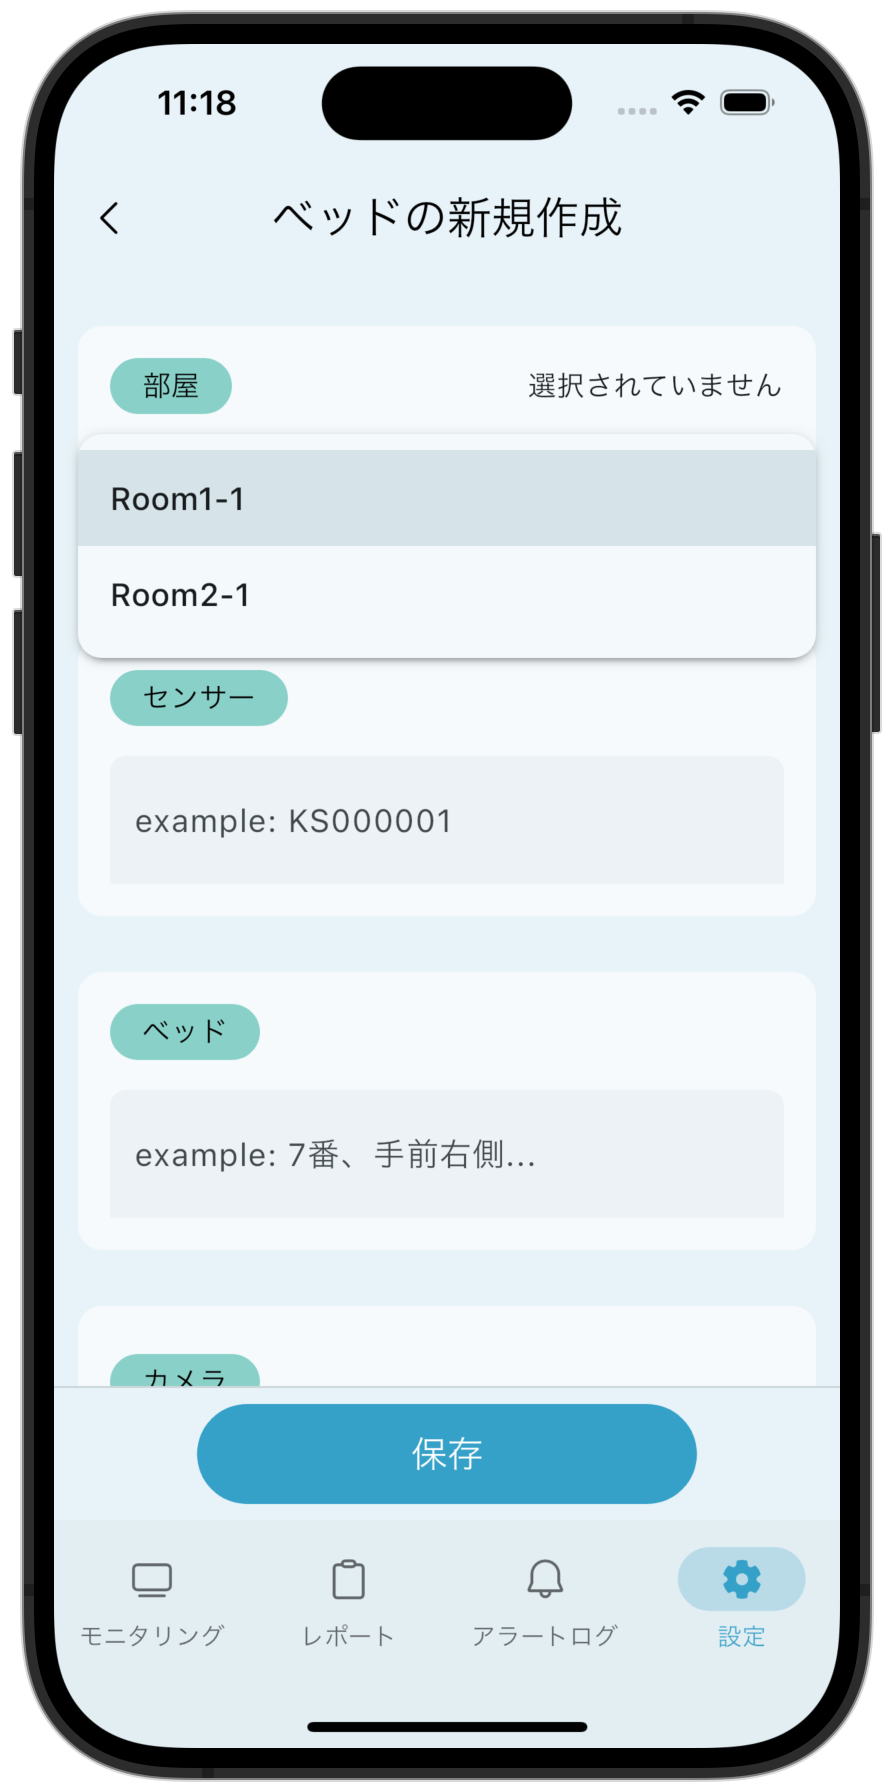 11:18
ベッドの新規作成
部屋
選択されていません
Room1-1
Room2-1
センサー
example: KS000001
ベッド
example: 7番、手前右側...
カメラ
保存
モニタリング
レポート
アラートログ
設定